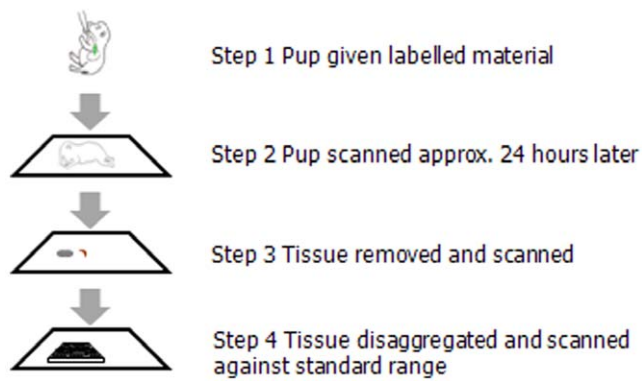 Step 1 Pup given labelled material
Step 2 Pup scanned approx. 24 hours later
Step 3 Tissue removed and scanned
Step 4 Tissue disaggregated and scanned
against standard range